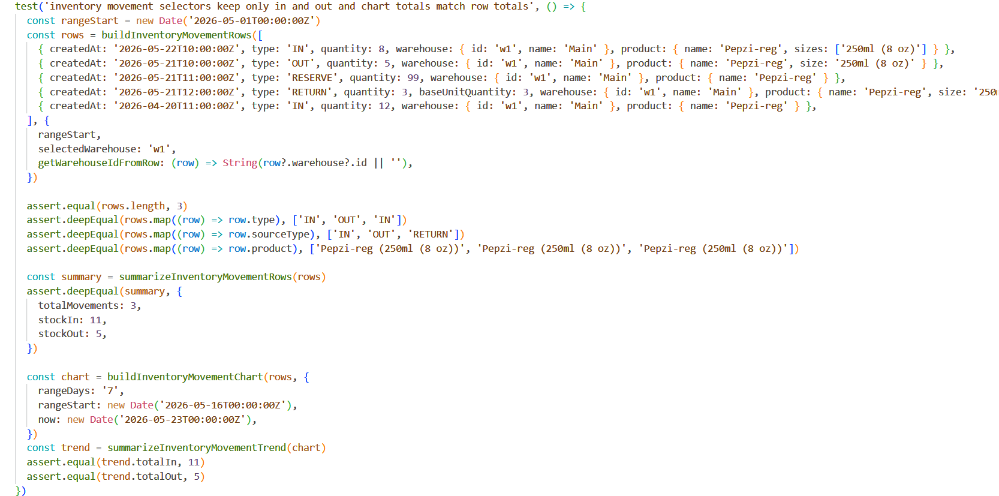 test('inventory movement selectors keep only in and out and chart totals match row totals', () => {
const rangeStart = new Date('2026-05-01T00:00:00Z')
const rows = buildInventoryMovementRows([
{ createdAt: '2026-05-22T10:00:00Z', type: 'IN', quantity: 8, warehouse: { id: 'w1', name: 'Main' }, product: { name: 'Pepzi-reg', sizes: ['250ml (8 oz)'] } },
{ createdAt: '2026-05-21T10:00:00Z', type: 'OUT', quantity: 5, warehouse: { id: 'w1', name: 'Main' }, product: { name: 'Pepzi-reg', size: '250ml (8 oz)' } },
{ createdAt: '2026-05-21T11:00:00Z', type: 'RESERVE', quantity: 99, warehouse: { id: 'w1', name: 'Main' }, product: { name: 'Pepzi-reg' } },
{ createdAt: '2026-05-21T12:00:00Z', type: 'RETURN', quantity: 3, baseUnitQuantity: 3, warehouse: { id: 'w1', name: 'Main' }, product: { name: 'Pepzi-reg', size: '250
{ createdAt: '2026-04-20T11:00:00Z', type: 'IN', quantity: 12, warehouse: { id: 'w1', name: 'Main' }, product: { name: 'Pepzi-reg' } },
], {
rangeStart,
selectedWarehouse: 'w1',
getWarehouseIdFromRow: (row) => String(row?.warehouse?.id || ''),
})
assert.equal(rows.length, 3)
assert.deepEqual(rows.map((row) => row.type), ['IN', 'OUT', 'IN'])
assert.deepEqual(rows.map((row) => row.sourceType), ['IN', 'OUT', 'RETURN'])
assert.deepEqual(rows.map((row) => row.product), ['Pepzi-reg (250ml (8 oz))', 'Pepzi-reg (250ml (8 oz))', 'Pepzi-reg (250ml (8 oz))'])
const summary = summarizeInventoryMovementRows(rows)
assert.deepEqual(summary, {
totalMovements: 3,
stockIn: 11,
stockOut: 5,
})
const chart = buildInventoryMovementChart(rows, {
rangeDays: '7',
rangeStart: new Date('2026-05-16T00:00:00Z'),
now: new Date('2026-05-23T00:00:00Z'),
})
const trend = summarizeInventoryMovementTrend(chart)
assert.equal(trend.totalIn, 11)
assert.equal(trend.totalOut, 5)
})